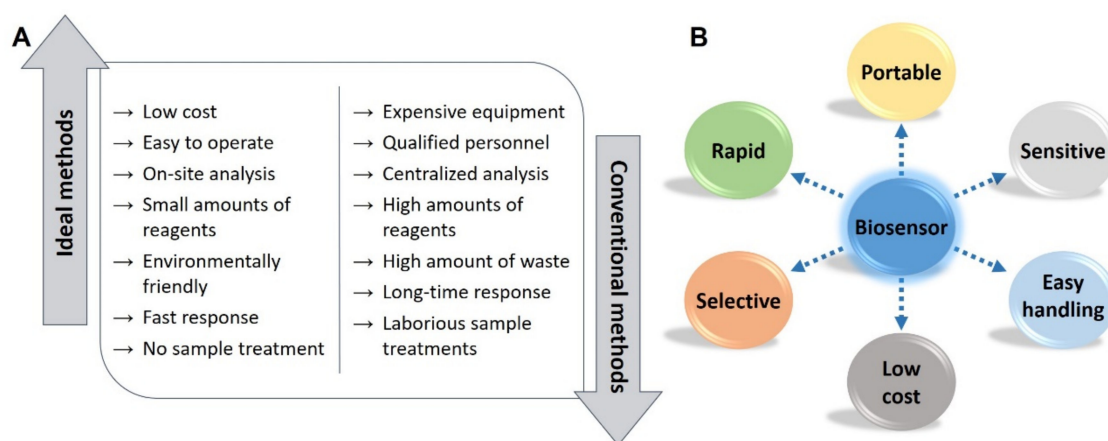 A
Ideal methods
→ Low cost
→ Easy to operate
→ On-site analysis
→ Small amounts of
reagents
→ Environmentally
friendly
→ Fast response
→ No sample treatment
→ Expensive equipment
→ Qualified personnel
→ Centralized analysis
→ High amounts of
reagents
→ High amount of waste
→ Long-time response
→ Laborious sample
treatments
Conventional methods
B
Portable
Rapid
Sensitive
Biosensor
Selective
Easy
handling
Low
cost